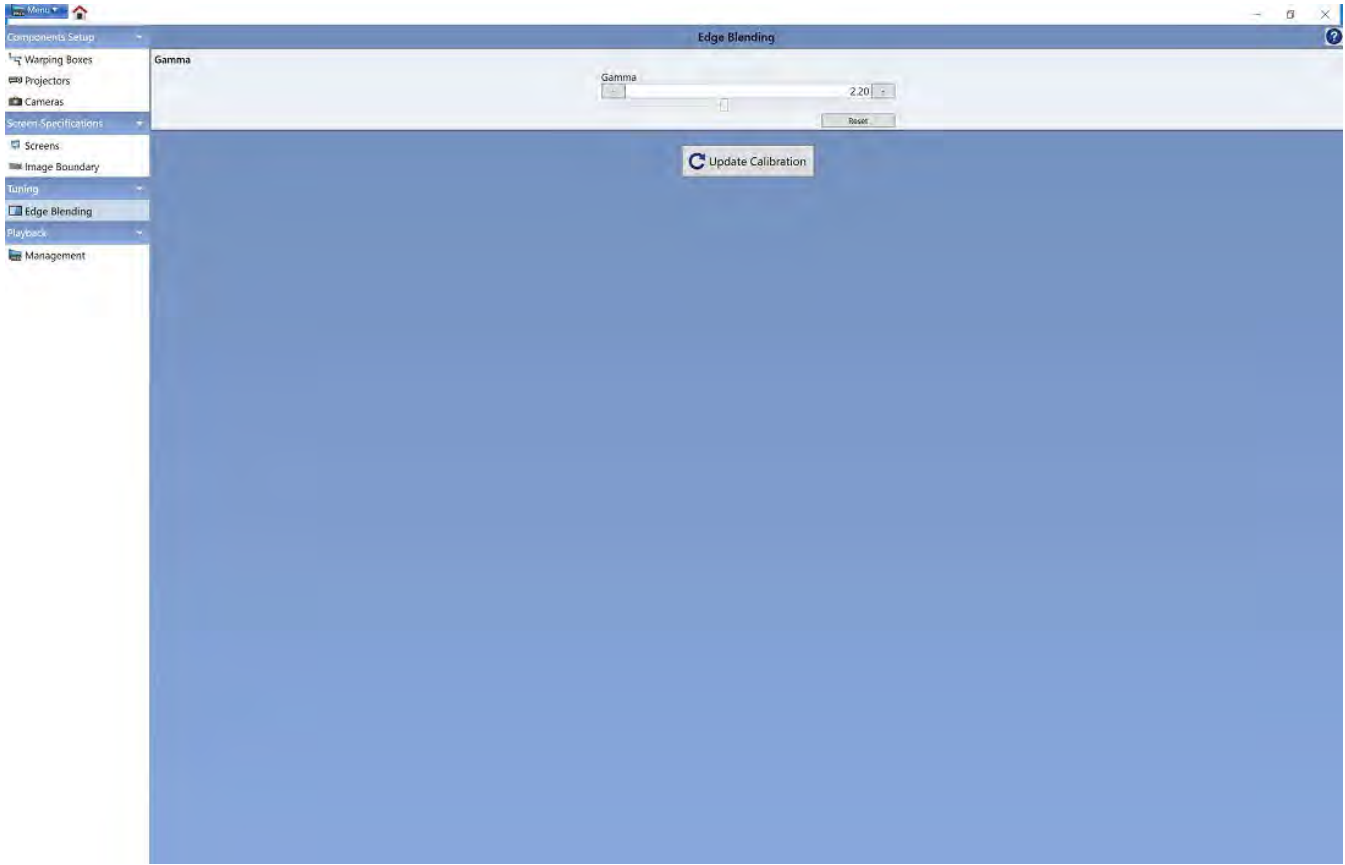 Menu
Components Setup
Edge Blending
?
Warping Boxes
Projectors
Cameras
Gamma
Gamma
2.20
Reset
Screen-Specifications
Screens
Image Boundary
Update Calibration
Tuning
Edge Blending
Playback
Management